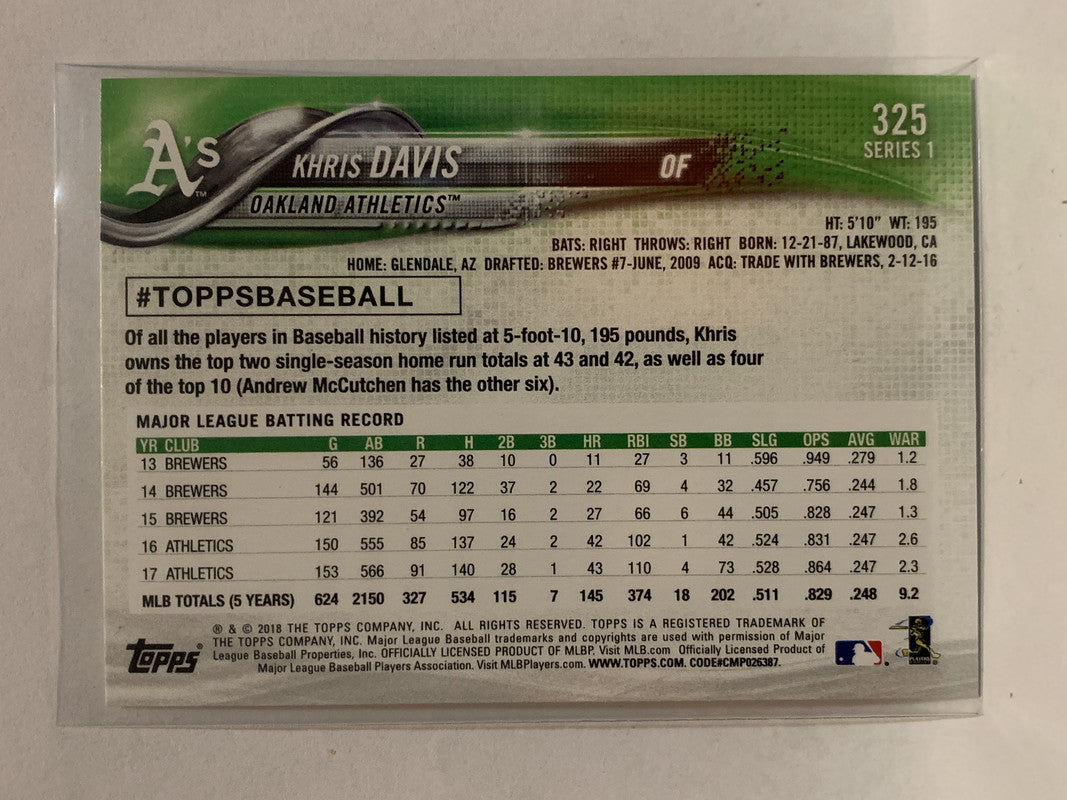 A's™
KHRIS DAVIS OF
OAKLAND ATHLETICS™
325
SERIES 1
HT: 5'10" WT: 195
BATS: RIGHT THROWS: RIGHT BORN: 12-21-87, LAKEWOOD, CA
HOME: GLENDALE, AZ DRAFTED: BREWERS #7-JUNE, 2009 ACQ: TRADE WITH BREWERS, 2-12-16
#TOPPSBASEBALL
Of all the players in Baseball history listed at 5-foot-10, 195 pounds, Khris
owns the top two single-season home run totals at 43 and 42, as well as four
of the top 10 (Andrew McCutchen has the other six).
MAJOR LEAGUE BATTING RECORD
YR CLUB G AB R H 2B 3B HR RBI SB BB SLG OPS AVG WAR
13 BREWERS 56 136 27 38 10 0 11 27 3 11 .596 .949 .279 1.2
14 BREWERS 144 501 70 122 37 2 22 69 4 32 .457 .756 .244 1.8
15 BREWERS 121 392 54 97 16 2 27 66 6 44 .505 .828 .247 1.3
16 ATHLETICS 150 555 85 137 24 2 42 102 1 42 .524 .831 .247 2.6
17 ATHLETICS 153 566 91 140 28 1 43 110 4 73 .528 .864 .247 2.3
MLB TOTALS (5 YEARS) 624 2150 327 534 115 7 145 374 18 202 .511 .829 .248 9.2
® & © 2018 THE TOPPS COMPANY, INC. ALL RIGHTS RESERVED. TOPPS IS A REGISTERED TRADEMARK OF
THE TOPPS COMPANY, INC. Major League Baseball trademarks and copyrights are used with permission of Major
League Baseball Properties, Inc. OFFICIALLY LICENSED PRODUCT OF MLBP. Visit MLB.com Officially Licensed Product of
Major League Baseball Players Association. Visit MLBPlayers.com. WWW.TOPPS.COM. CODE#CMP026387.
topps
PLAYERS